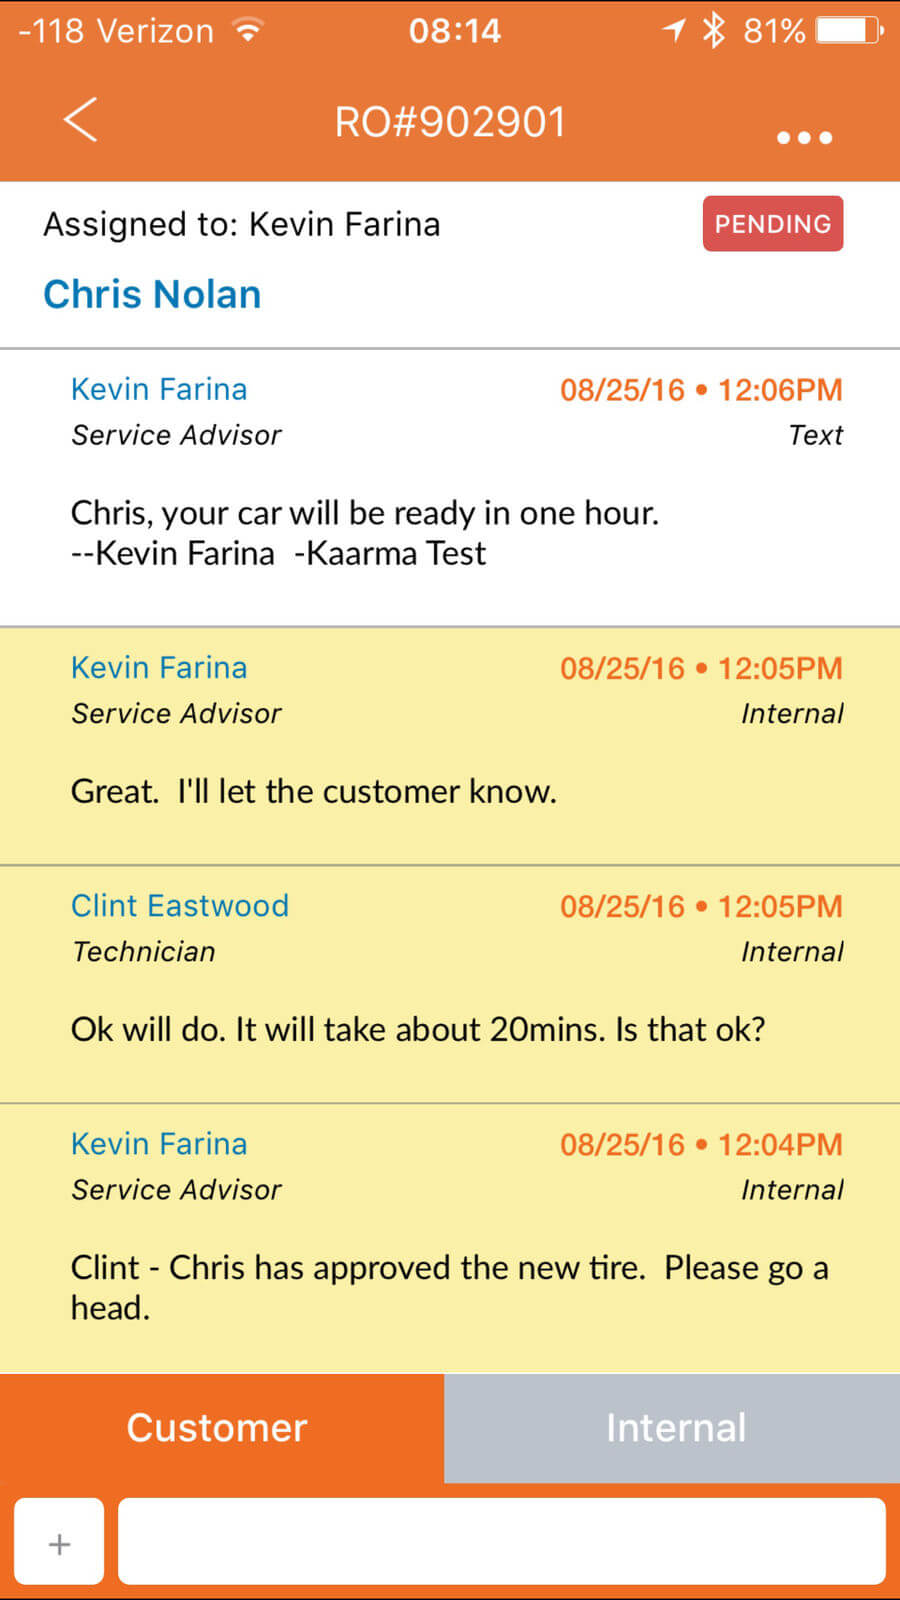 -118 Verizon 08:14 81%
RO#902901
Assigned to: Kevin Farina PENDING
Chris Nolan
Kevin Farina 08/25/16 • 12:06PM
Service Advisor Text
Chris, your car will be ready in one hour.
--Kevin Farina  -Kaarma Test
Kevin Farina 08/25/16 • 12:05PM
Service Advisor Internal
Great.  I'll let the customer know.
Clint Eastwood 08/25/16 • 12:05PM
Technician Internal
Ok will do. It will take about 20mins. Is that ok?
Kevin Farina 08/25/16 • 12:04PM
Service Advisor Internal
Clint - Chris has approved the new tire.  Please go a
head.
Customer Internal
+